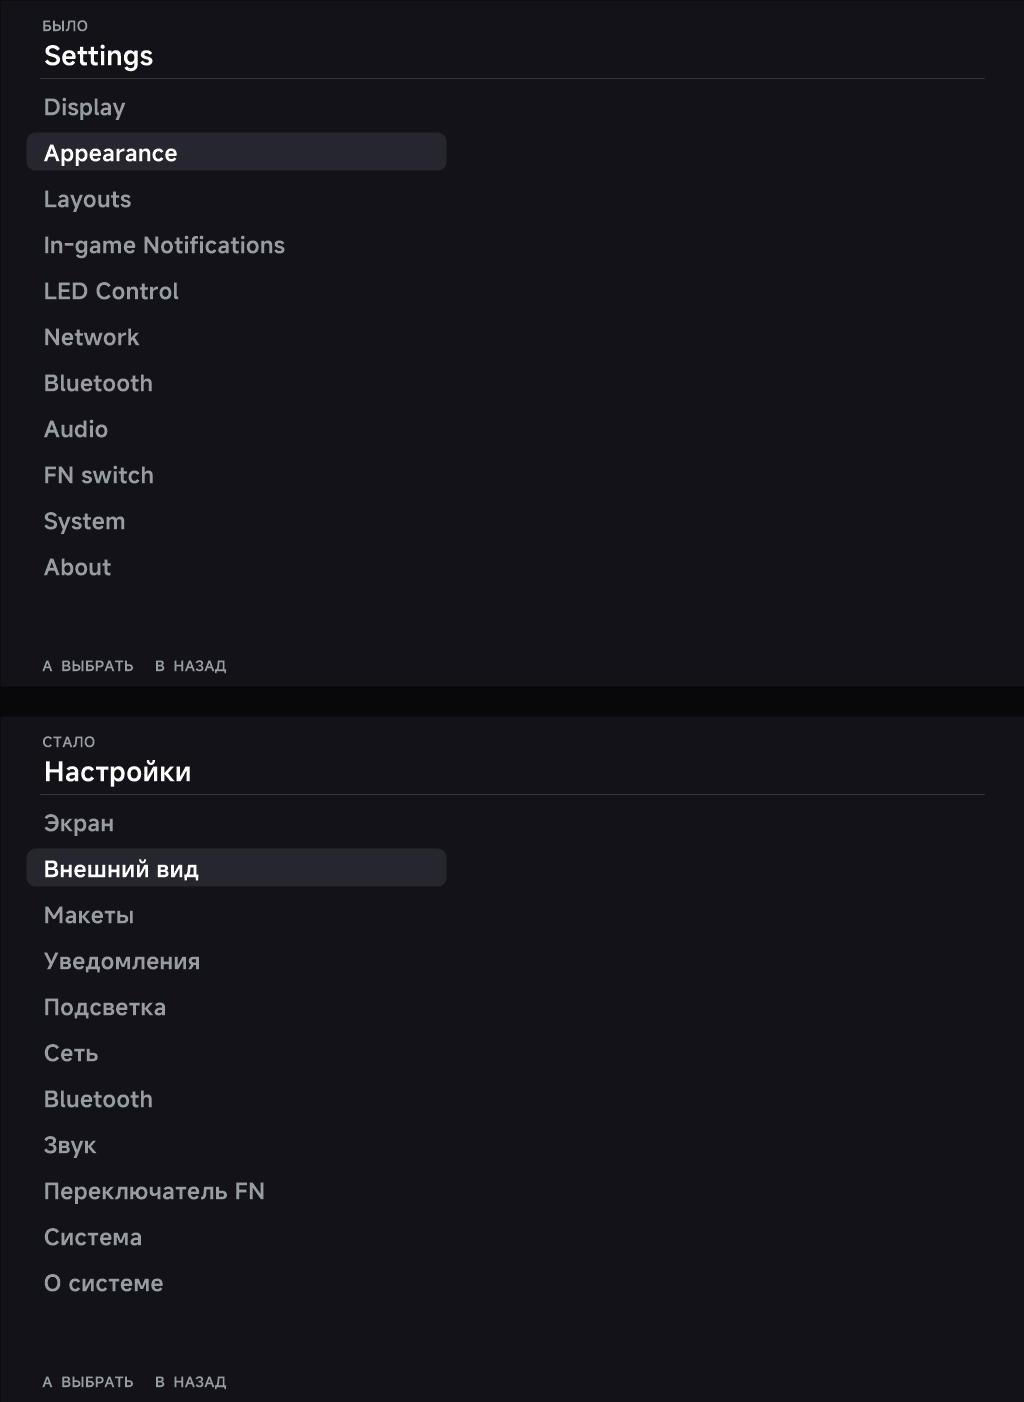 БЫЛО
Settings
Display
Appearance
Layouts
In-game Notifications
LED Control
Network
Bluetooth
Audio
FN switch
System
About
A ВЫБРАТЬ B НАЗАД
СТАЛО
Настройки
Экран
Внешний вид
Макеты
Уведомления
Подсветка
Сеть
Bluetooth
Звук
Переключатель FN
Система
О системе
A ВЫБРАТЬ B НАЗАД